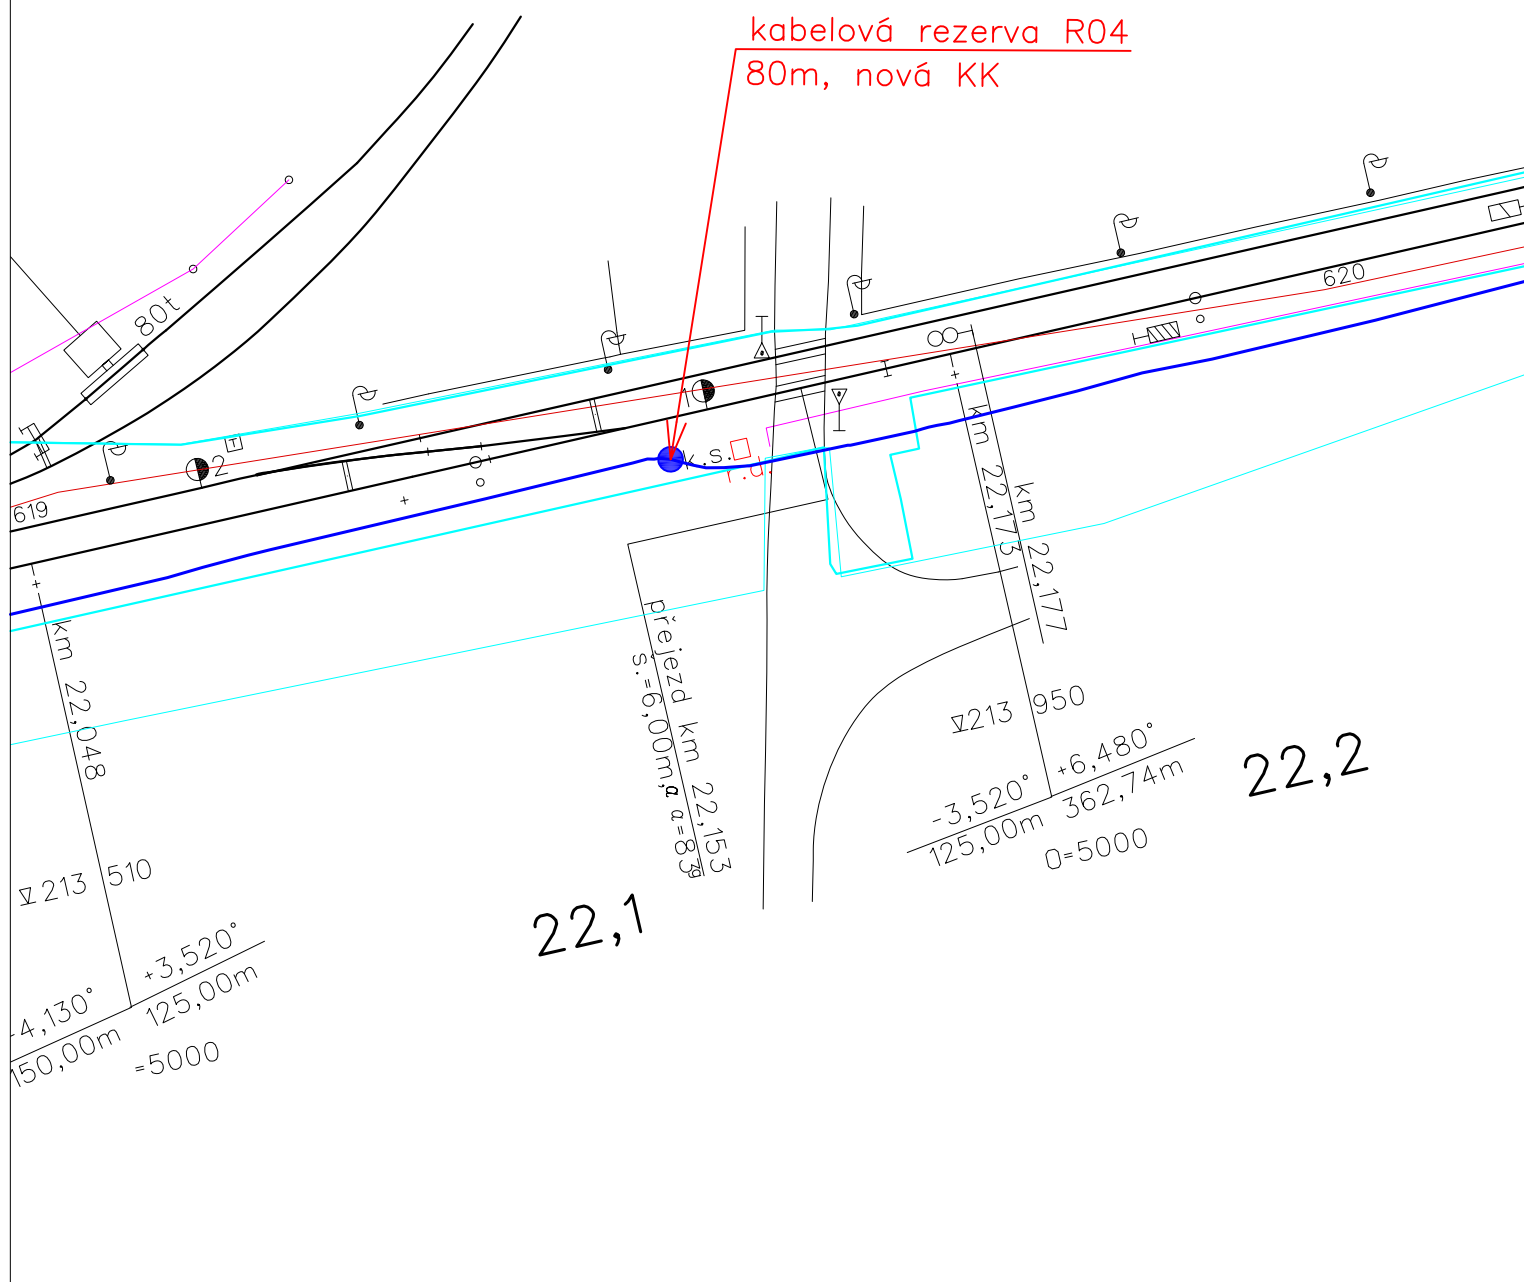 kabelová rezerva R04
80m, nová KK
80t
620
1
2
k.s.
r.d.
619
km 22,173
km 22,177
km 22,048
přejezd km 22,153
š.=6,00m,α α=83g
213 950
-3,520° +6,480°
125,00m 362,74m
O=5000
22,2
213 510
22,1
+3,520°
-4,130°
125,00m
150,00m
=5000
T